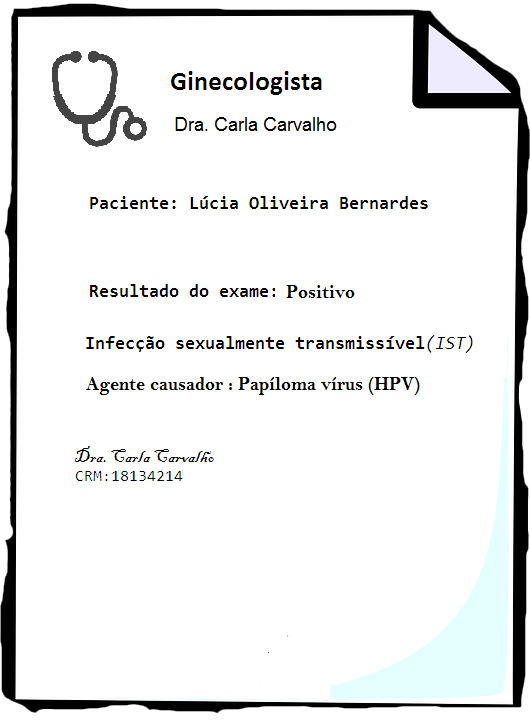 Ginecologista
Dra. Carla Carvalho
Paciente: Lúcia Oliveira Bernardes
Resultado do exame: Positivo
Infecção sexualmente transmissível(IST)
Agente causador : Papíloma vírus (HPV)
Dra. Carla Carvalho
CRM:18134214